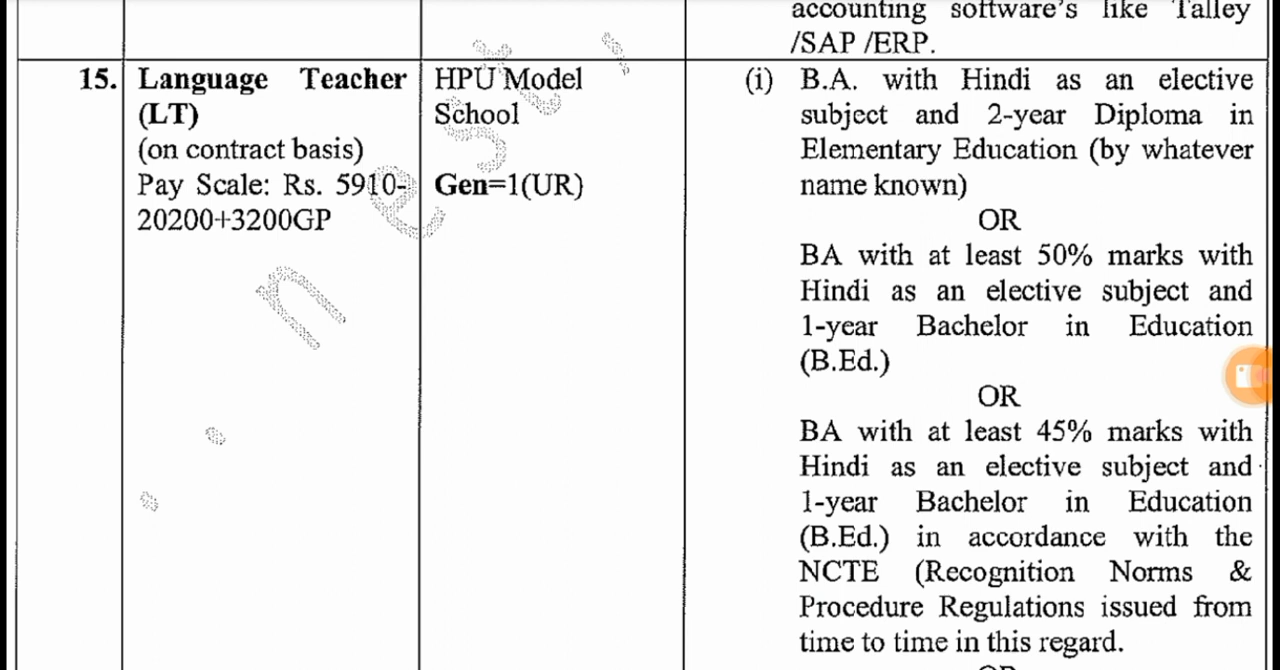 accounting software's like Talley
/SAP /ERP.
15.
Language Teacher
(LT)
(on contract basis)
Pay Scale: Rs. 5910-
20200+3200GP
HPU Model
School
Gen=1(UR)
(i) B.A. with Hindi as an elective
subject and 2-year Diploma in
Elementary Education (by whatever
name known)
OR
BA with at least 50% marks with
Hindi as an elective subject and
1-year Bachelor in Education
(B.Ed.)
OR
BA with at least 45% marks with
Hindi as an elective subject and
1-year Bachelor in Education
(B.Ed.) in accordance with the
NCTE (Recognition Norms &
Procedure Regulations issued from
time to time in this regard.
OR